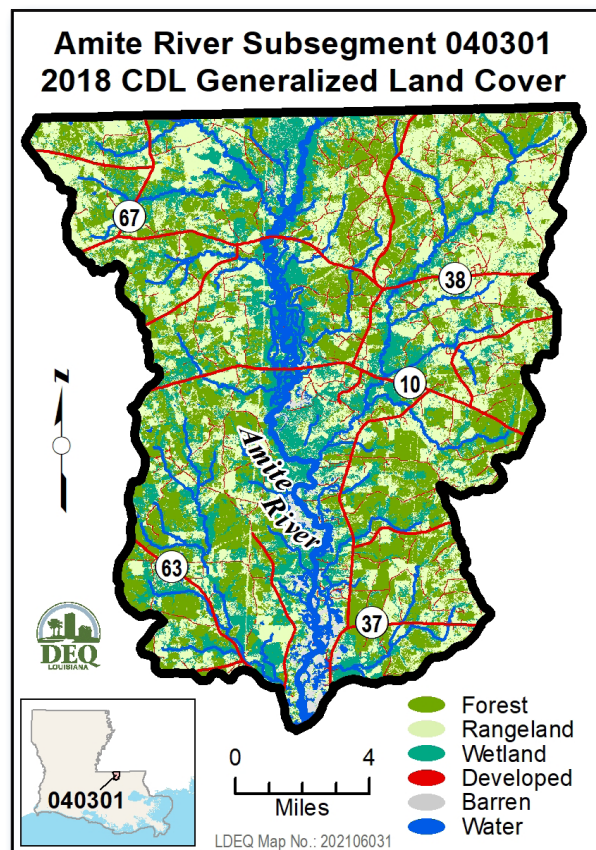 Amite River Subsegment 040301
2018 CDL Generalized Land Cover
67
38
10
z
Amite
River
63
37
DEQ
LOUISIANA
040301
0 4
Miles
Forest
Rangeland
Wetland
Developed
Barren
Water
LDEQ Map No.: 202106031